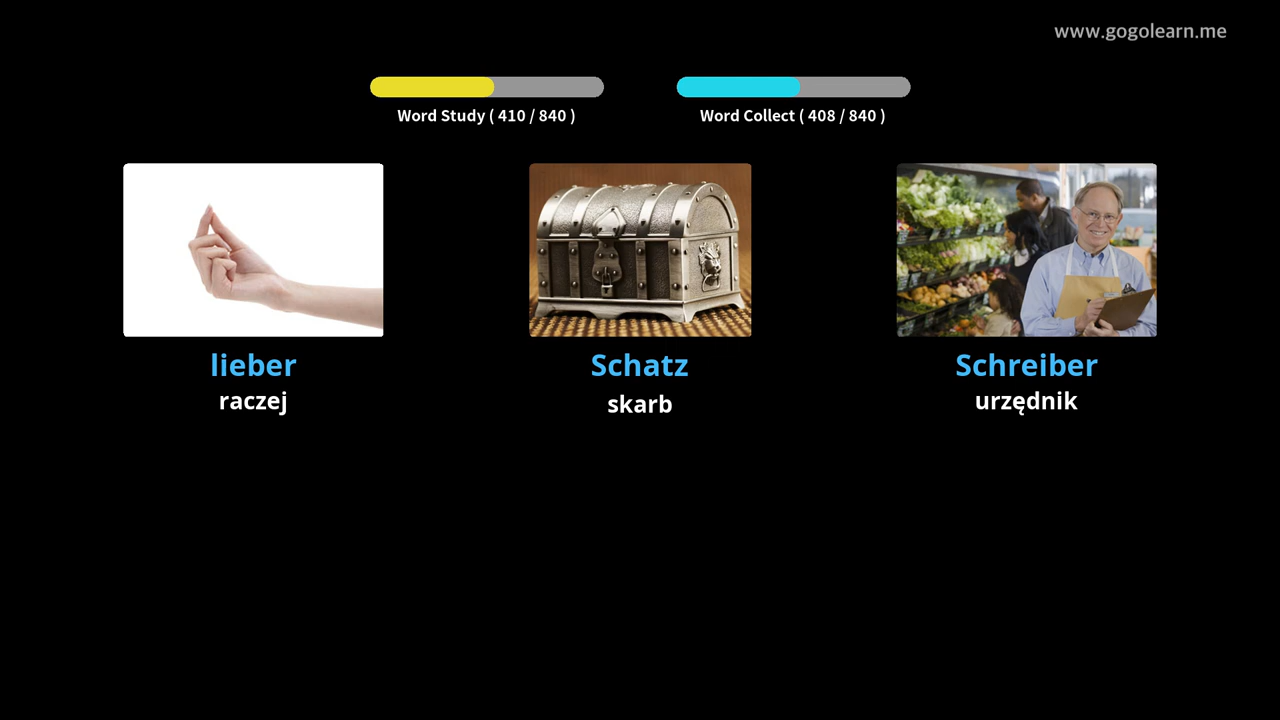 www.gogolearn.me
Word Study ( 410 / 840 )
Word Collect ( 408 / 840 )
lieber
raczej
Schatz
skarb
Schreiber
urzędnik